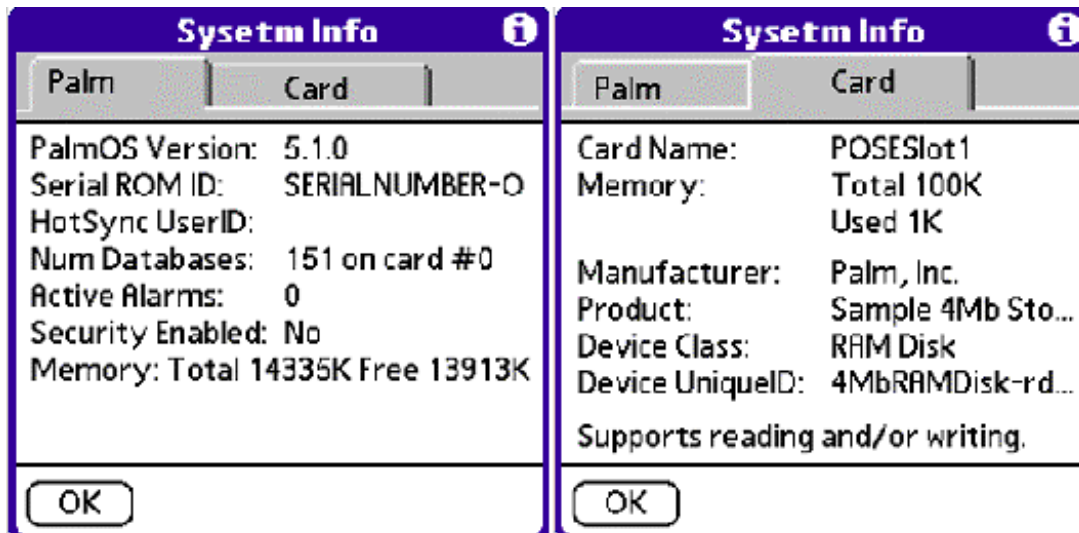 Sysetm Info
Palm
Card
PalmOS Version: 5.1.0
Serial ROM ID: SERIALNUMBER-O
HotSync UserID:
Num Databases: 151 on card #0
Active Alarms: 0
Security Enabled: No
Memory: Total 14335K Free 13913K
OK
Sysetm Info
Palm
Card
Card Name: POSESlot1
Memory: Total 100K
Used 1K
Manufacturer: Palm, Inc.
Product: Sample 4Mb Sto...
Device Class: RAM Disk
Device UniqueID: 4MbRAMDisk-rd...
Supports reading and/or writing.
OK